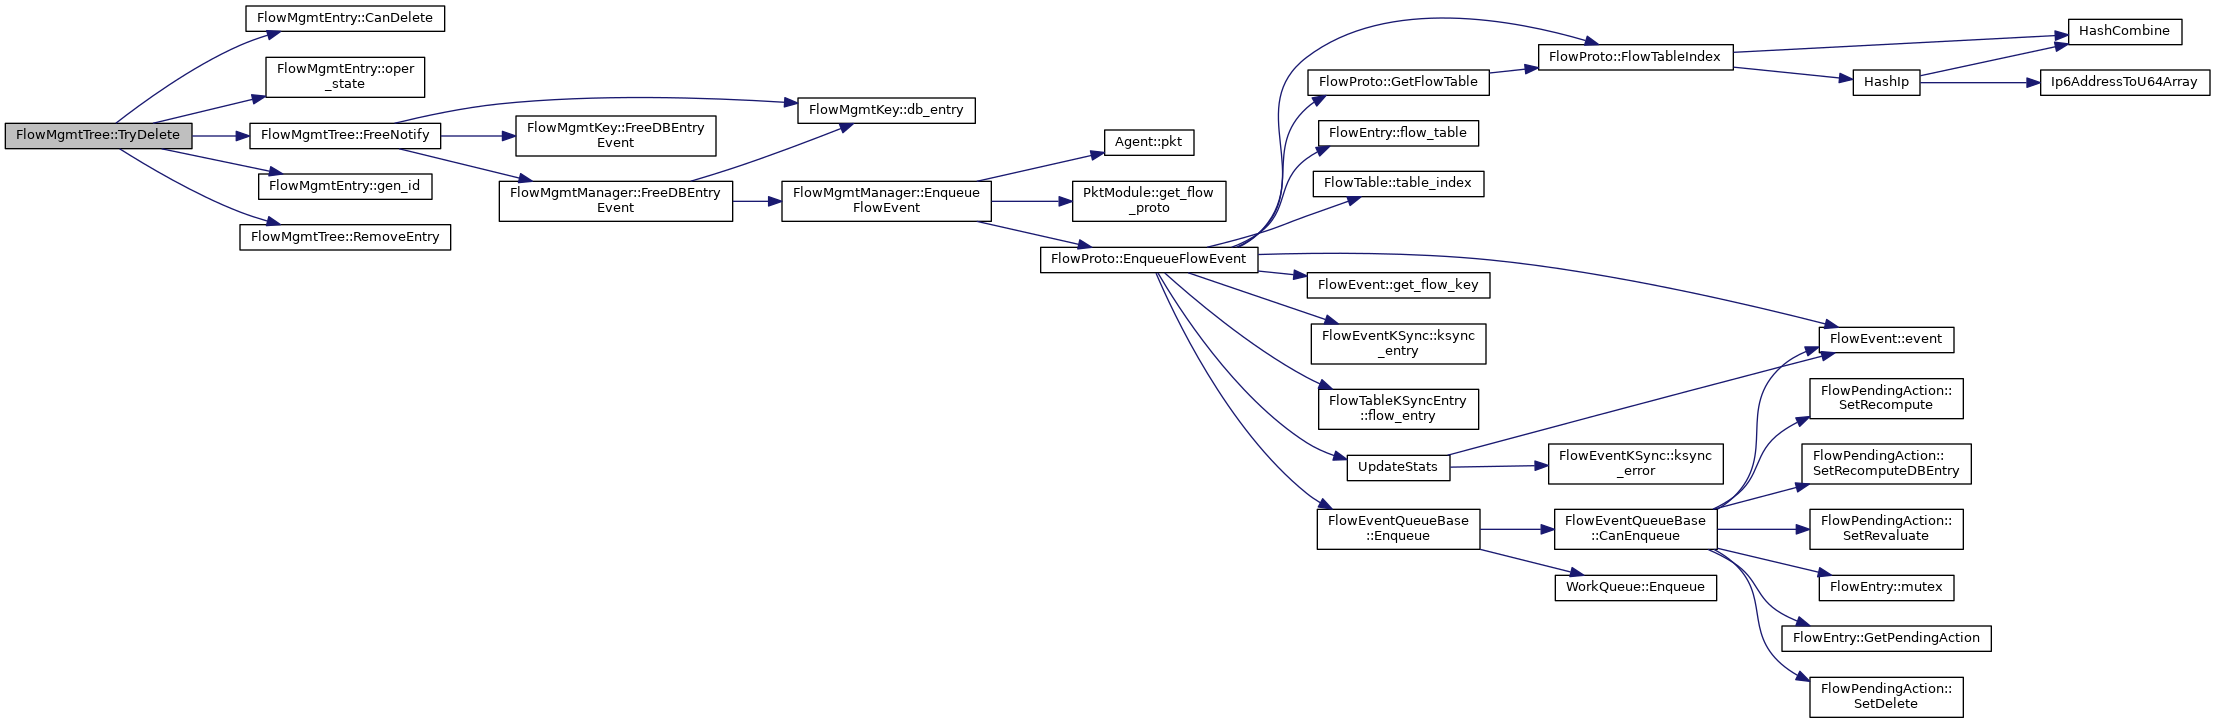 FlowMgmtTree::TryDelete
FlowMgmtEntry::CanDelete
FlowMgmtEntry::oper
_state
FlowMgmtTree::FreeNotify
FlowMgmtEntry::gen_id
FlowMgmtTree::RemoveEntry
FlowMgmtKey::db_entry
FlowMgmtKey::FreeDBEntry
Event
FlowMgmtManager::FreeDBEntry
Event
FlowMgmtManager::Enqueue
FlowEvent
Agent::pkt
PktModule::get_flow
_proto
FlowProto::EnqueueFlowEvent
FlowProto::GetFlowTable
FlowEntry::flow_table
FlowTable::table_index
FlowEvent::get_flow_key
FlowEventKSync::ksync
_entry
FlowTableKSyncEntry
::flow_entry
UpdateStats
FlowEventQueueBase
::Enqueue
FlowProto::FlowTableIndex
FlowEventKSync::ksync
_error
FlowEventQueueBase
::CanEnqueue
WorkQueue::Enqueue
HashIp
HashCombine
Ip6AddressToU64Array
FlowEvent::event
FlowPendingAction::
SetRecompute
FlowPendingAction::
SetRecomputeDBEntry
FlowPendingAction::
SetRevaluate
FlowEntry::mutex
FlowEntry::GetPendingAction
FlowPendingAction::
SetDelete